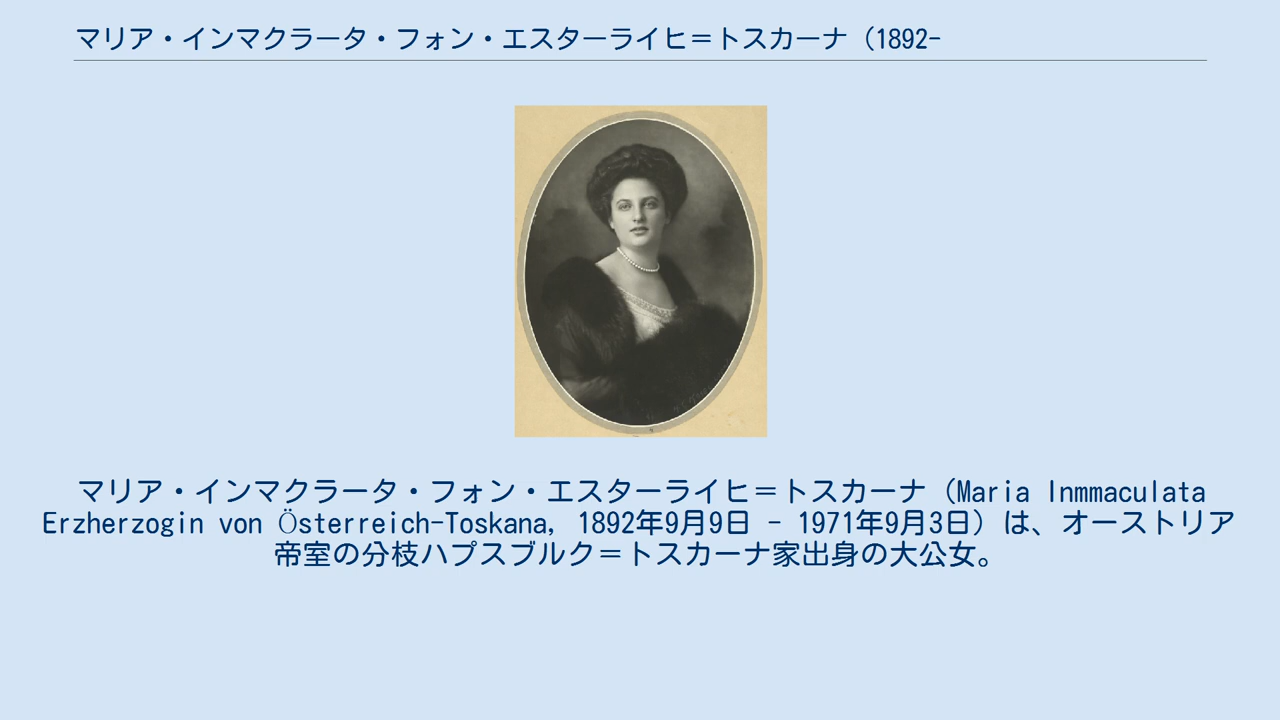 マリア・インマクラータ・フォン・エスターライヒ＝トスカーナ（1892-
マリア・インマクラータ・フォン・エスターライヒ＝トスカーナ（Maria Inmmaculata
Erzherzogin von Österreich-Toskana, 1892年9月9日 - 1971年9月3日）は、オーストリア
帝室の分枝ハプスブルク＝トスカーナ家出身の大公女。